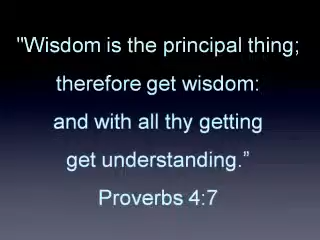 "Wisdom is the principal thing;
therefore get wisdom:
and with all thy getting
get understanding.”
Proverbs 4:7